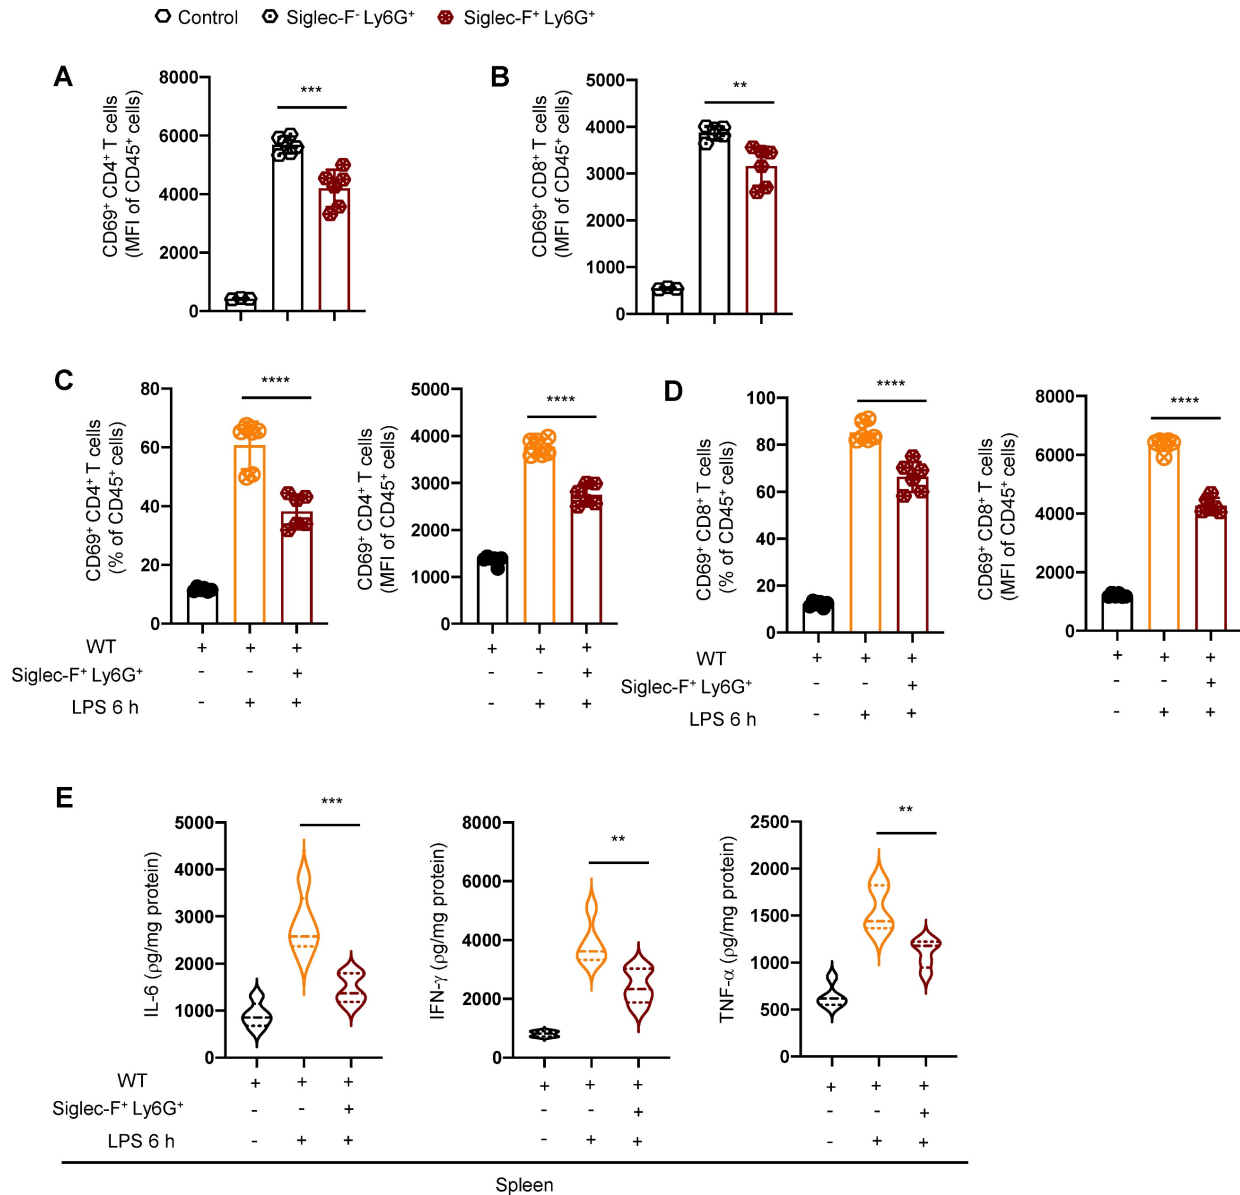 Control Siglec-F⁻ Ly6G⁺ Siglec-F⁺ Ly6G⁺
A
CD69⁺ CD4⁺ T cells
(MFI of CD45⁺ cells)
8000
6000
4000
2000
0
***
B
CD69⁺ CD8⁺ T cells
(MFI of CD45⁺ cells)
5000
4000
3000
2000
1000
0
**
C
CD69⁺ CD4⁺ T cells
(% of CD45⁺ cells)
80
60
40
20
0
****
CD69⁺ CD4⁺ T cells
(MFI of CD45⁺ cells)
5000
4000
3000
2000
1000
0
****
WT + + + + + +
Siglec-F⁺ Ly6G⁺ - - + - - +
LPS 6 h - + + - + +
D
CD69⁺ CD8⁺ T cells
(% of CD45⁺ cells)
100
80
60
40
20
0
****
CD69⁺ CD8⁺ T cells
(MFI of CD45⁺ cells)
8000
6000
4000
2000
0
****
WT + + + + + +
Siglec-F⁺ Ly6G⁺ - - + - - +
LPS 6 h - + + - + +
E
IL-6 (ρg/mg protein)
5000
4000
3000
2000
1000
0
***
IFN-γ (ρg/mg protein)
8000
6000
4000
2000
0
**
TNF-α (ρg/mg protein)
2500
2000
1500
1000
500
0
**
WT + + + + + + + + +
Siglec-F⁺ Ly6G⁺ - - + - - + - - +
LPS 6 h - + + - + + - + +
Spleen